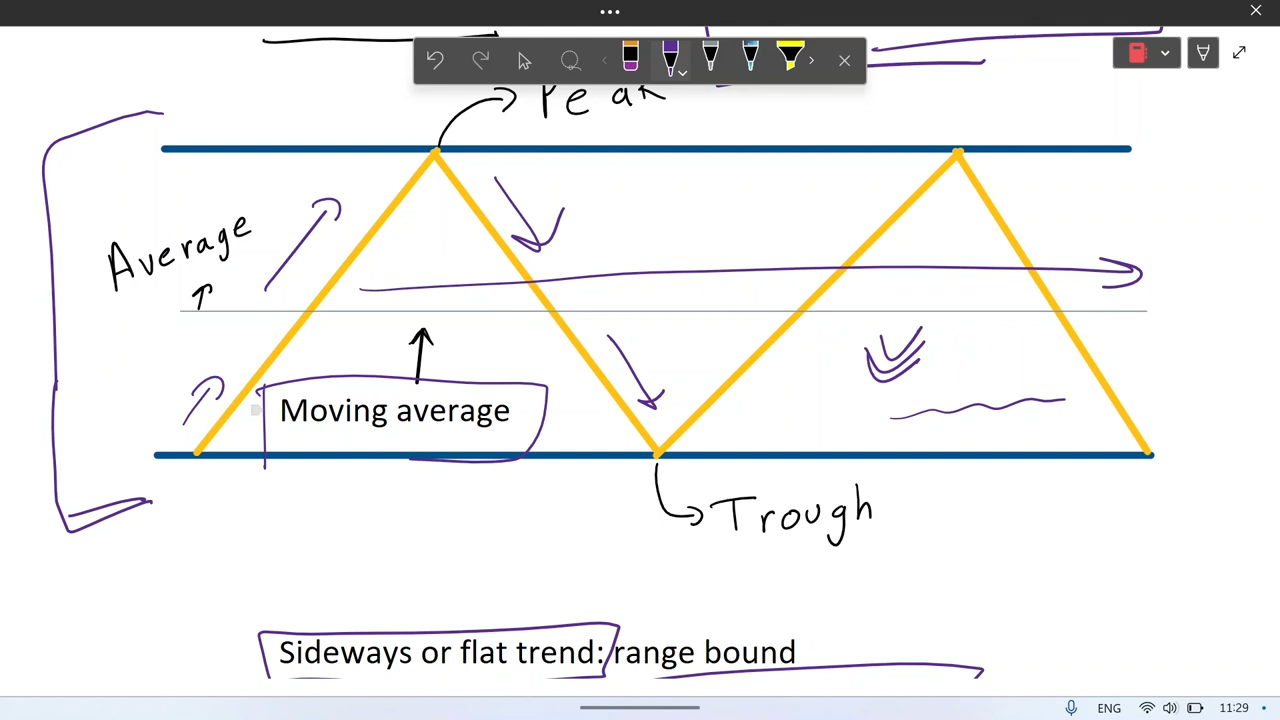 Peak
Average
Moving average
Trough
Sideways or flat trend: range bound
ENG
11:29